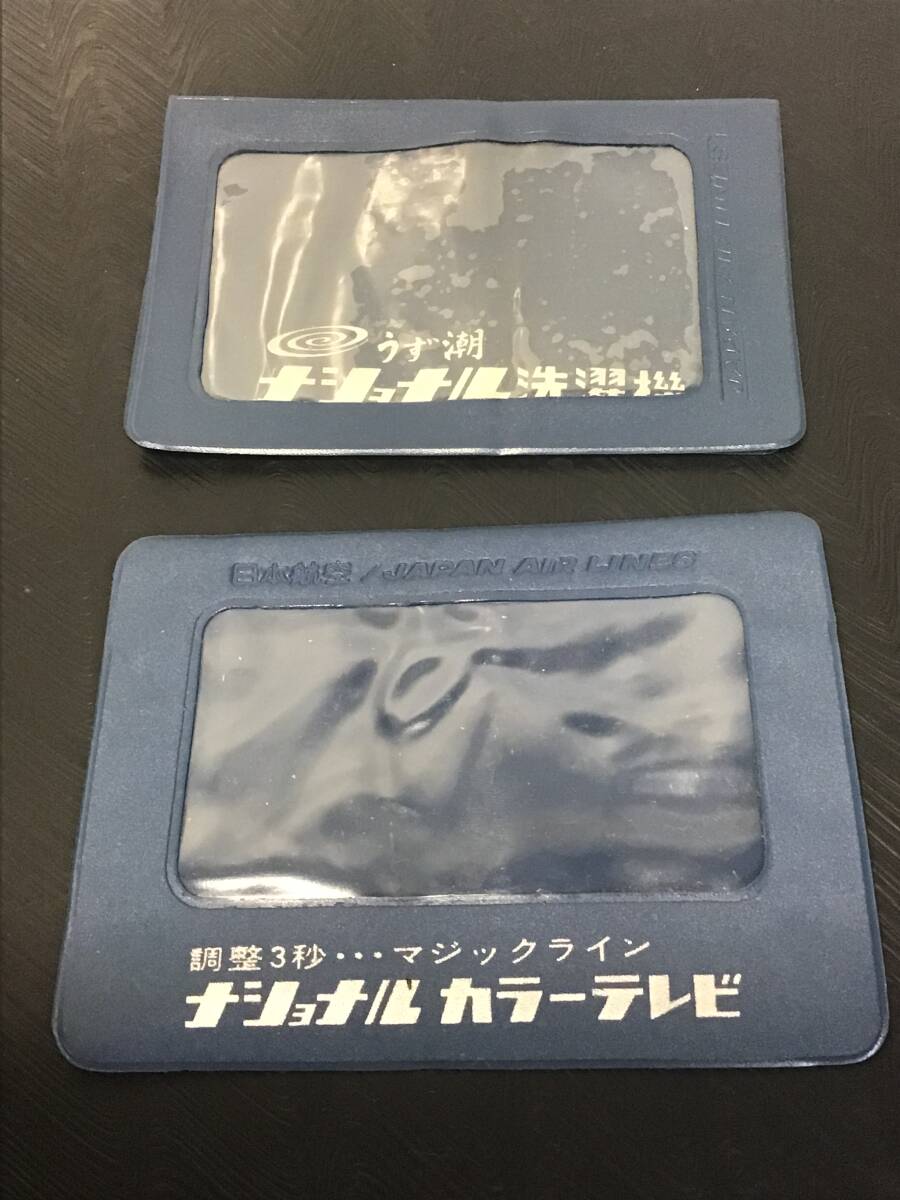 うず潮
ナショナル洗濯機
日本航空/JAPAN AIR LINES
調整3秒・・・マジックライン
ナショナル カラーテレビ